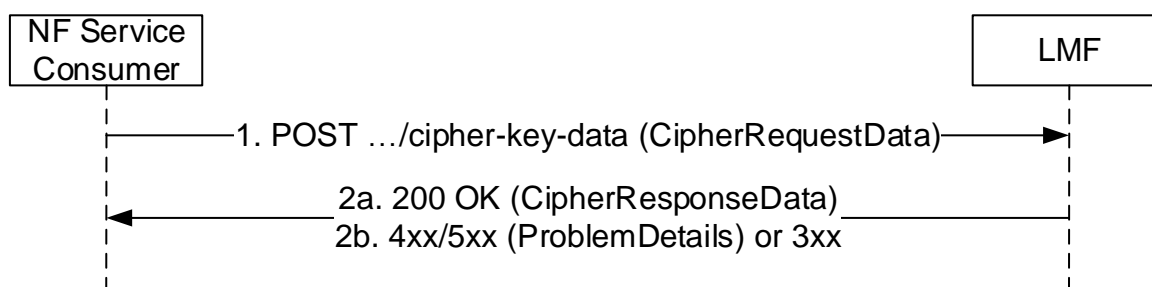 NF Service
Consumer
LMF
1. POST …/cipher-key-data (CipherRequestData)
2a. 200 OK (CipherResponseData)
2b. 4xx/5xx (ProblemDetails) or 3xx